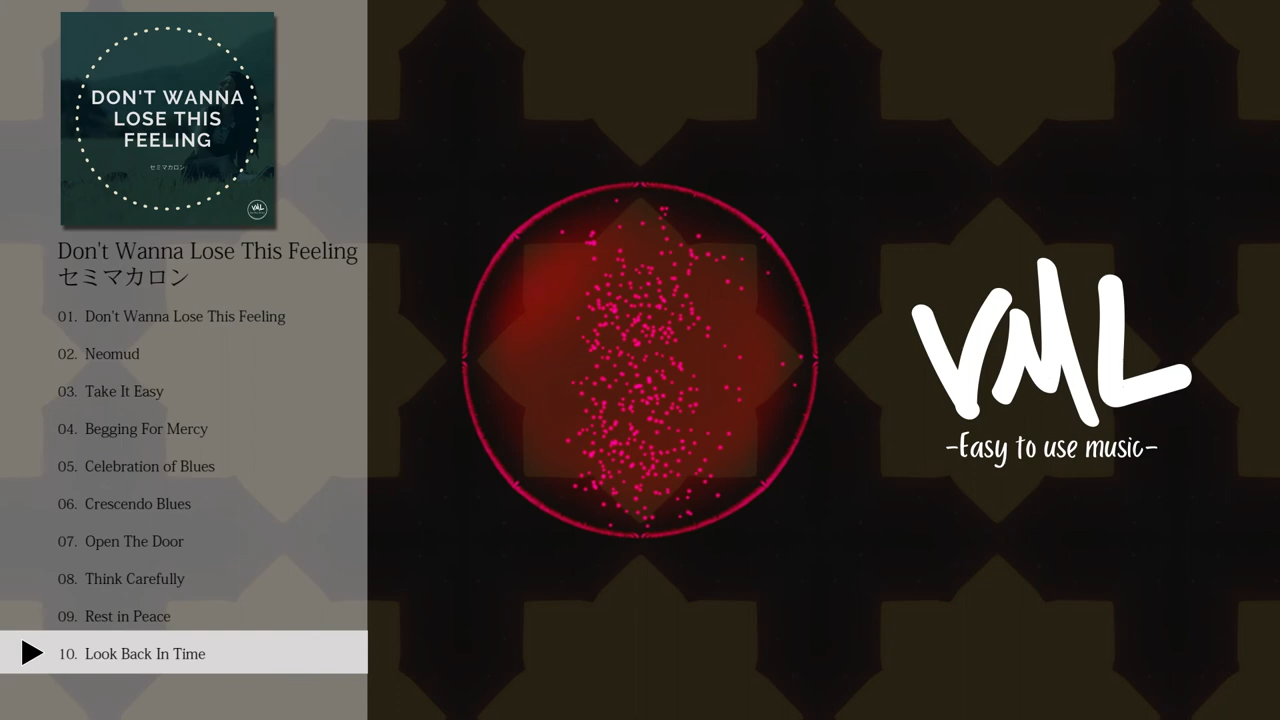 DON'T WANNA
LOSE THIS
FEELING
セミマカロン
VML
Don't Wanna Lose This Feeling
セミマカロン
01. Don't Wanna Lose This Feeling
02. Neomud
03. Take It Easy
04. Begging For Mercy
05. Celebration of Blues
06. Crescendo Blues
07. Open The Door
08. Think Carefully
09. Rest in Peace
10. Look Back In Time
VML
-Easy to use music-